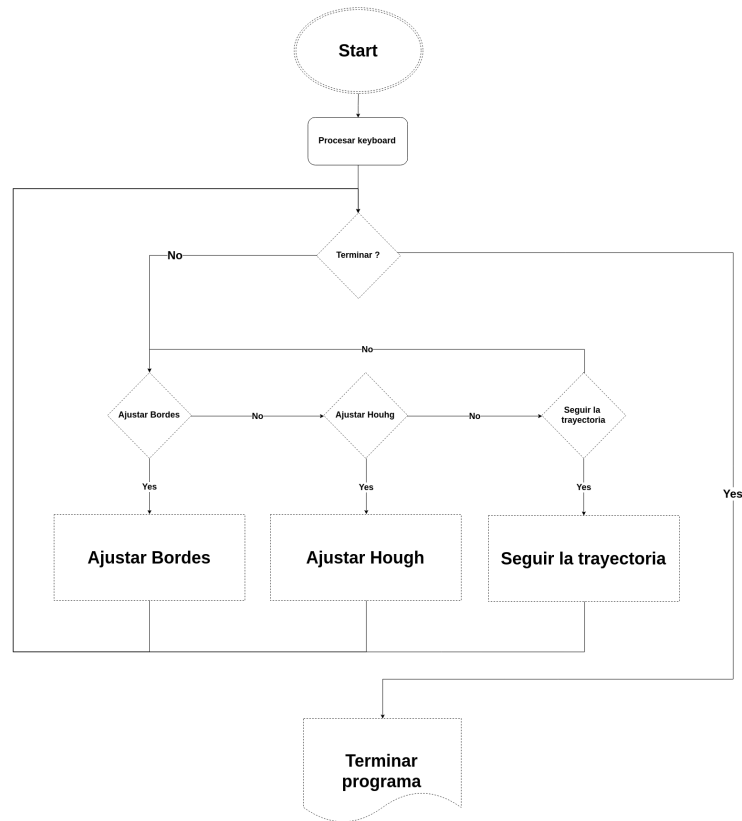 Start
Procesar keyboard
Terminar ?
No
No
Ajustar Bordes
No
Ajustar Houhg
No
Seguir la
trayectoria
Yes
Yes
Yes
Yes
Ajustar Bordes
Ajustar Hough
Seguir la trayectoria
Terminar
programa